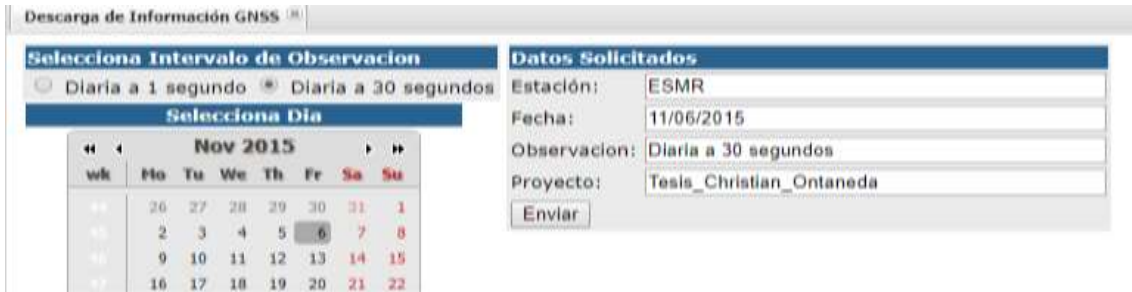 Descarga de Información GNSS
Selecciona Intervalo de Observacion
Diaria a 1 segundo Diaria a 30 segundos
Selecciona Dia
Nov 2015
wk Mo Tu We Th Fr Sa Su
26 27 28 29 30 31 1
2 3 4 5 6 7 8
9 10 11 12 13 14 15
16 17 18 19 20 21 22
Datos Solicitados
Estación: ESMR
Fecha: 11/06/2015
Observacion: Diaria a 30 segundos
Proyecto: Tesis_Christian_Ontaneda
Enviar